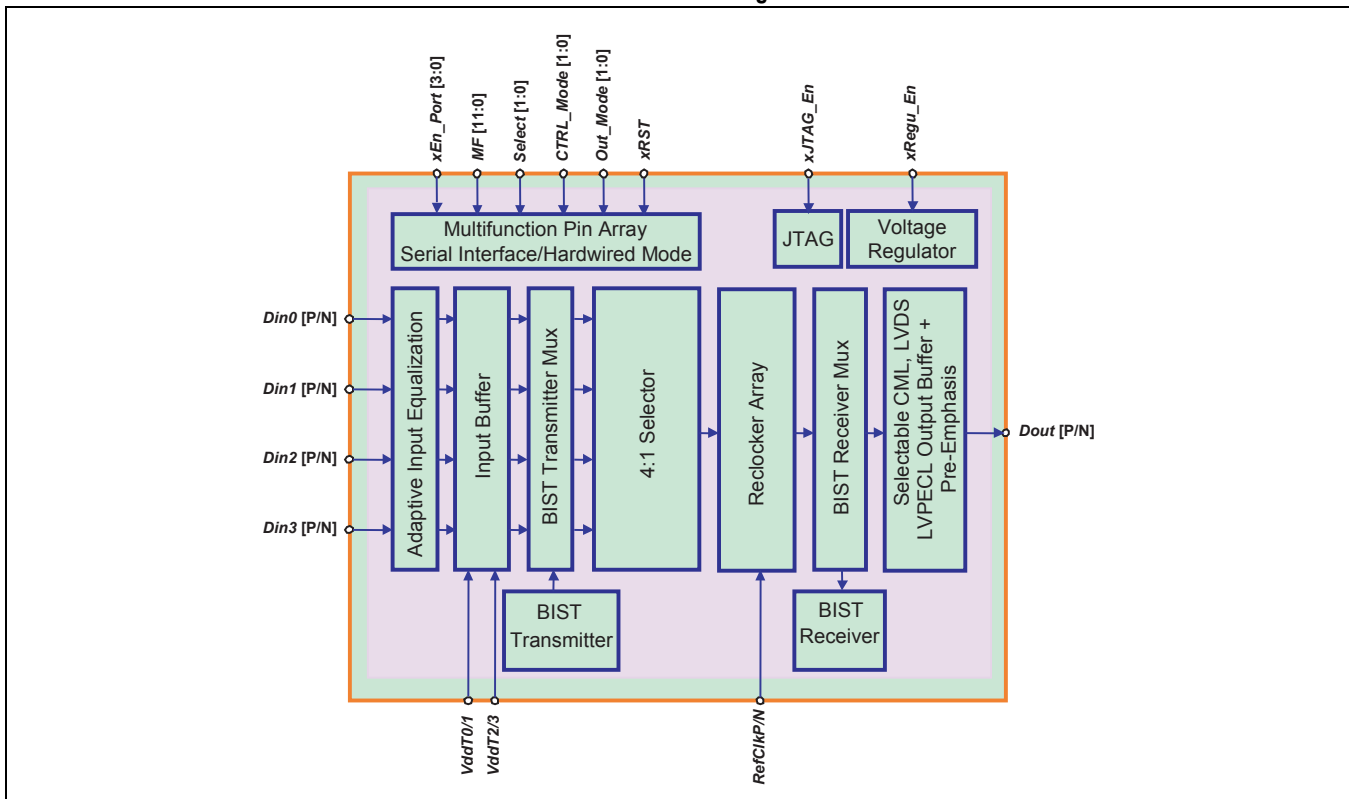 xEn_Port [3:0]
MF [11:0]
Select [1:0]
CTRL_Mode [1:0]
Out_Mode [1:0]
xRST
xJTAG_En
xRegu_En
Multifunction Pin Array
Serial Interface/Hardwired Mode
JTAG
Voltage
Regulator
Din0 [P/N]
Din1 [P/N]
Din2 [P/N]
Din3 [P/N]
Adaptive Input Equalization
Input Buffer
BIST Transmitter Mux
4:1 Selector
Reclocker Array
BIST Receiver Mux
Selectable CML, LVDS
LVPECL Output Buffer +
Pre-Emphasis
Dout [P/N]
BIST
Transmitter
BIST
Receiver
VddT0/1
VddT2/3
RefClkP/N